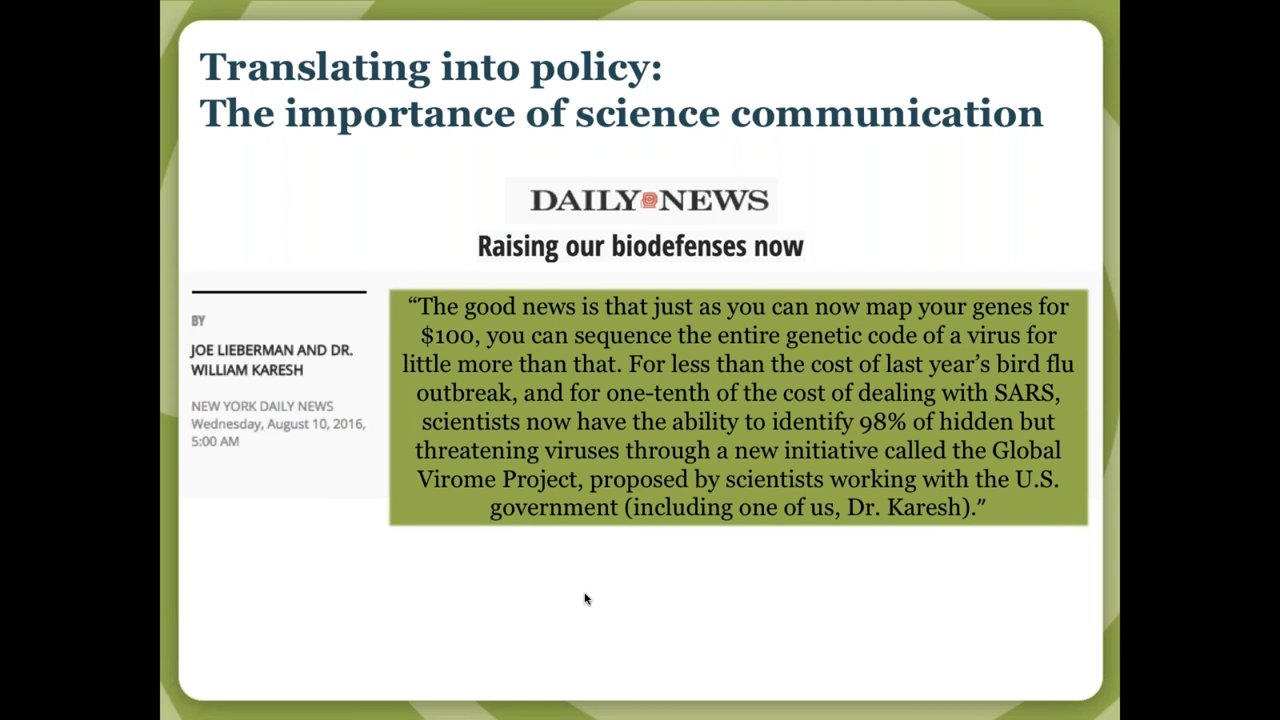 Translating into policy:
The importance of science communication
DAILY NEWS
Raising our biodefenses now
BY
JOE LIEBERMAN AND DR.
WILLIAM KARESH
NEW YORK DAILY NEWS
Wednesday, August 10, 2016,
5:00 AM
“The good news is that just as you can now map your genes for
$100, you can sequence the entire genetic code of a virus for
little more than that. For less than the cost of last year’s bird flu
outbreak, and for one-tenth of the cost of dealing with SARS,
scientists now have the ability to identify 98% of hidden but
threatening viruses through a new initiative called the Global
Virome Project, proposed by scientists working with the U.S.
government (including one of us, Dr. Karesh).”